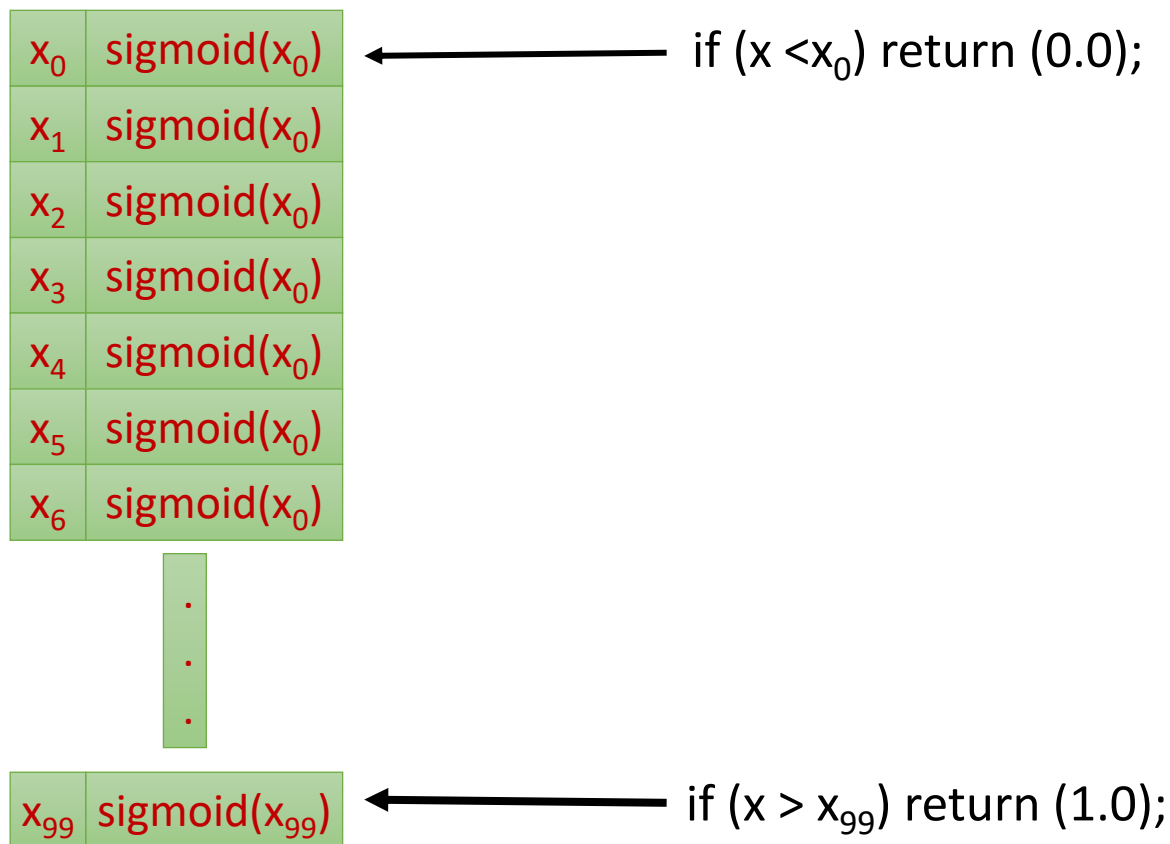 x₀ sigmoid(x₀) if (x <x₀) return (0.0);
x₁ sigmoid(x₀)
x₂ sigmoid(x₀)
x₃ sigmoid(x₀)
x₄ sigmoid(x₀)
x₅ sigmoid(x₀)
x₆ sigmoid(x₀)
.
.
.
x₉₉ sigmoid(x₉₉) if (x > x₉₉) return (1.0);